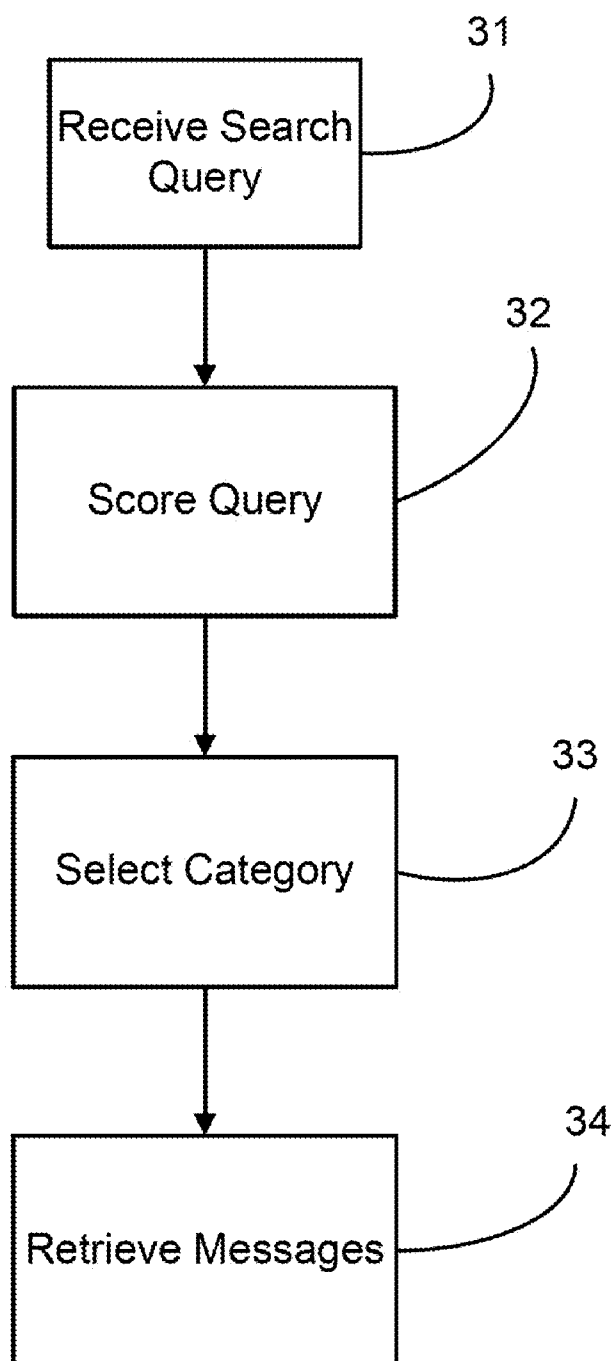 31
Receive Search
Query
32
Score Query
33
Select Category
34
Retrieve Messages